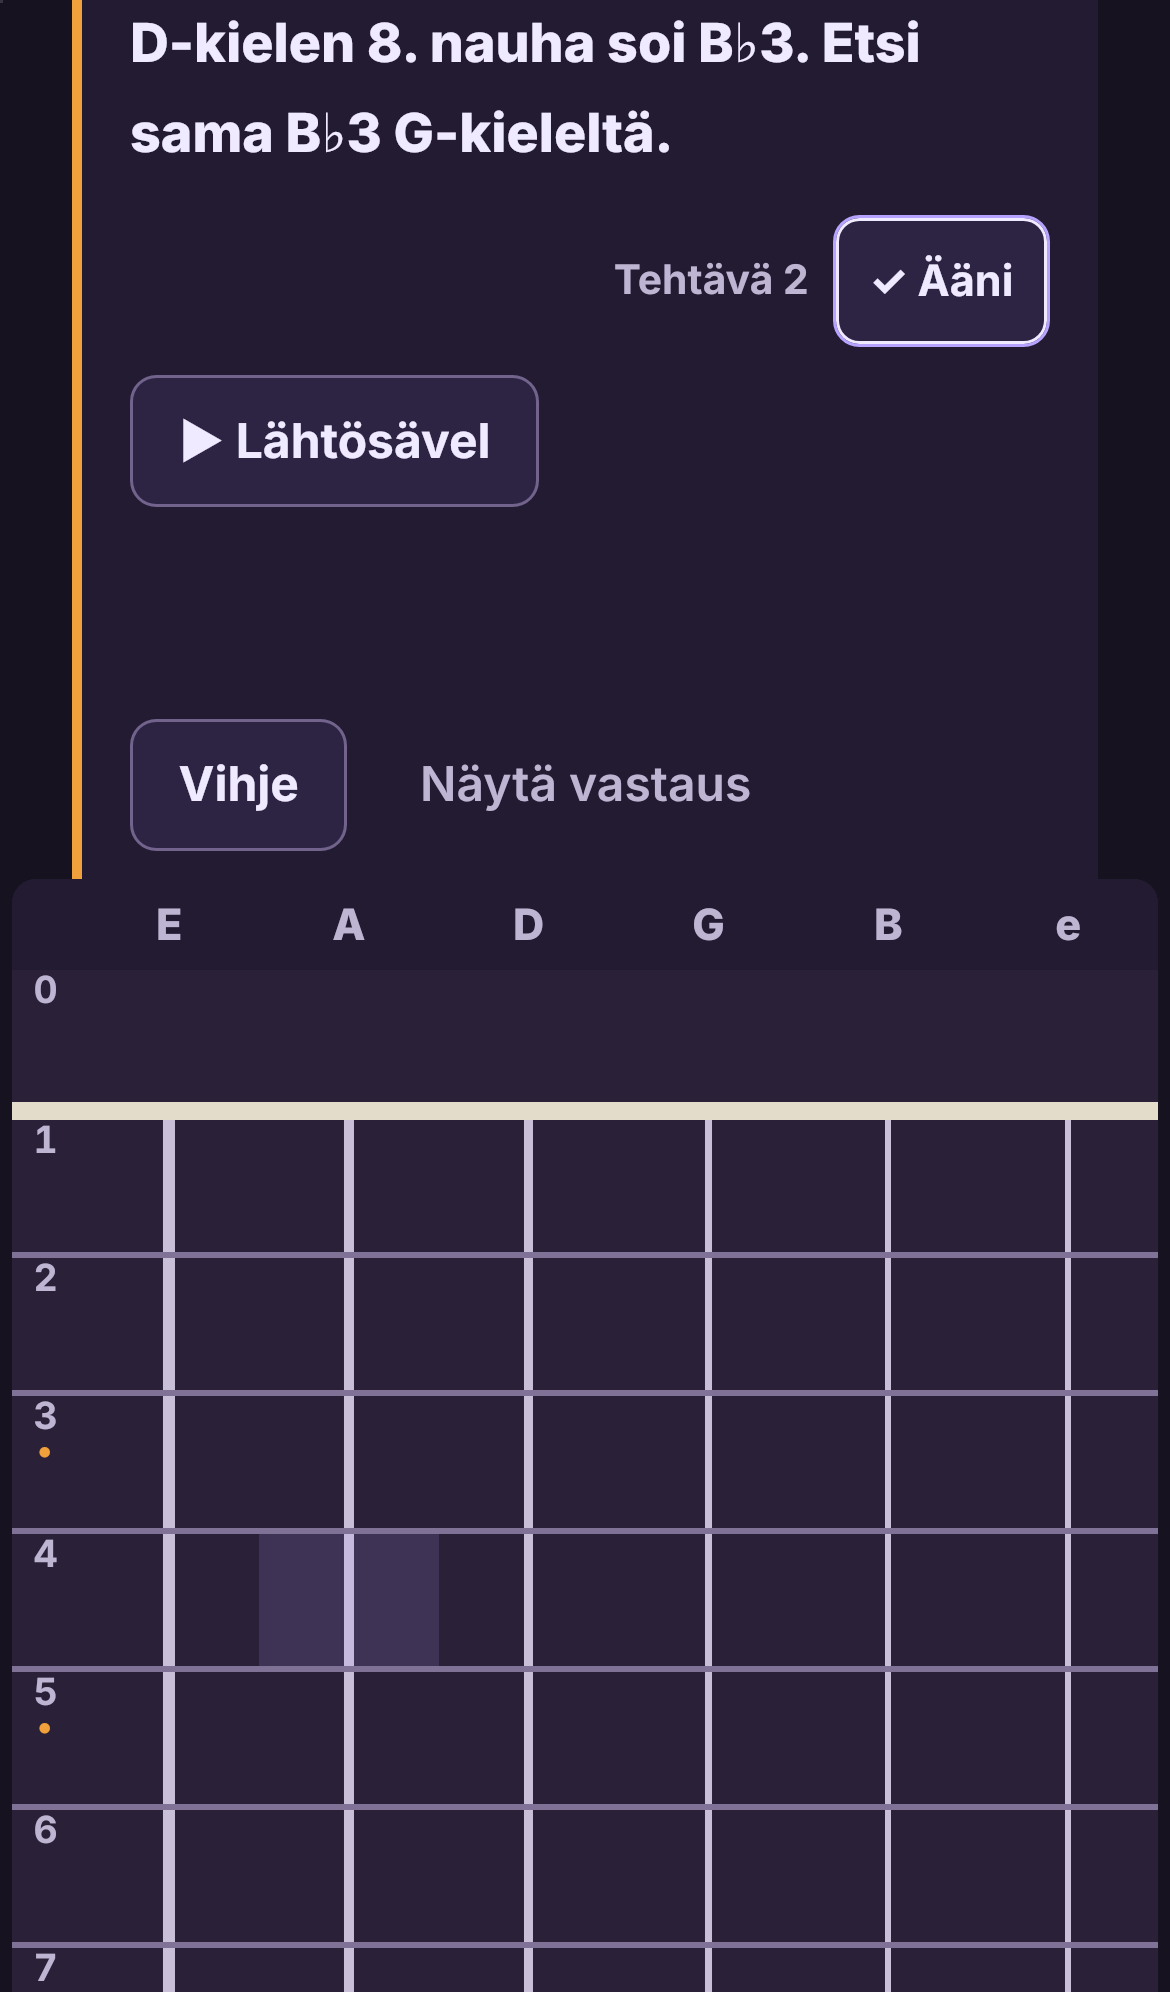 D-kielen 8. nauha soi B♭3. Etsi
sama B♭3 G-kieleltä.
Tehtävä 2
✓ Ääni
▶ Lähtösävel
Vihje
Näytä vastaus
E A D G B e
0
1
2
3
4
5
6
7